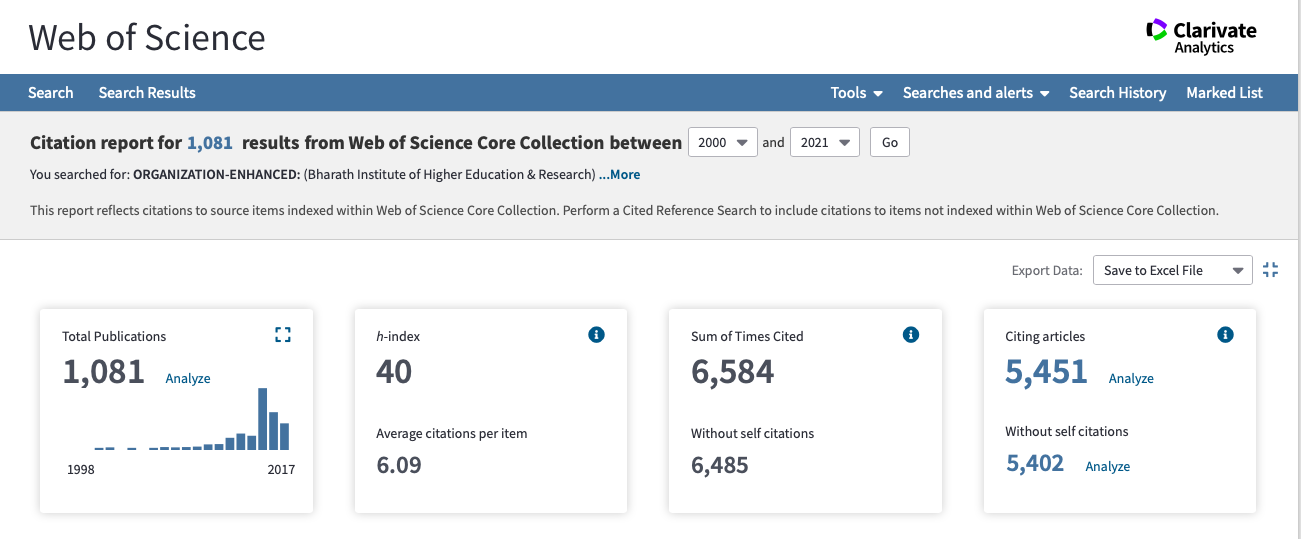 Web of Science
Clarivate
Analytics
Search Search Results Tools Searches and alerts Search History Marked List
Citation report for 1,081 results from Web of Science Core Collection between 2000 and 2021 Go
You searched for: ORGANIZATION-ENHANCED: (Bharath Institute of Higher Education & Research) ...More
This report reflects citations to source items indexed within Web of Science Core Collection. Perform a Cited Reference Search to include citations to items not indexed within Web of Science Core Collection.
Export Data: Save to Excel File
Total Publications
1,081 Analyze
1998 2017
h-index
40
Average citations per item
6.09
Sum of Times Cited
6,584
Without self citations
6,485
Citing articles
5,451 Analyze
Without self citations
5,402 Analyze